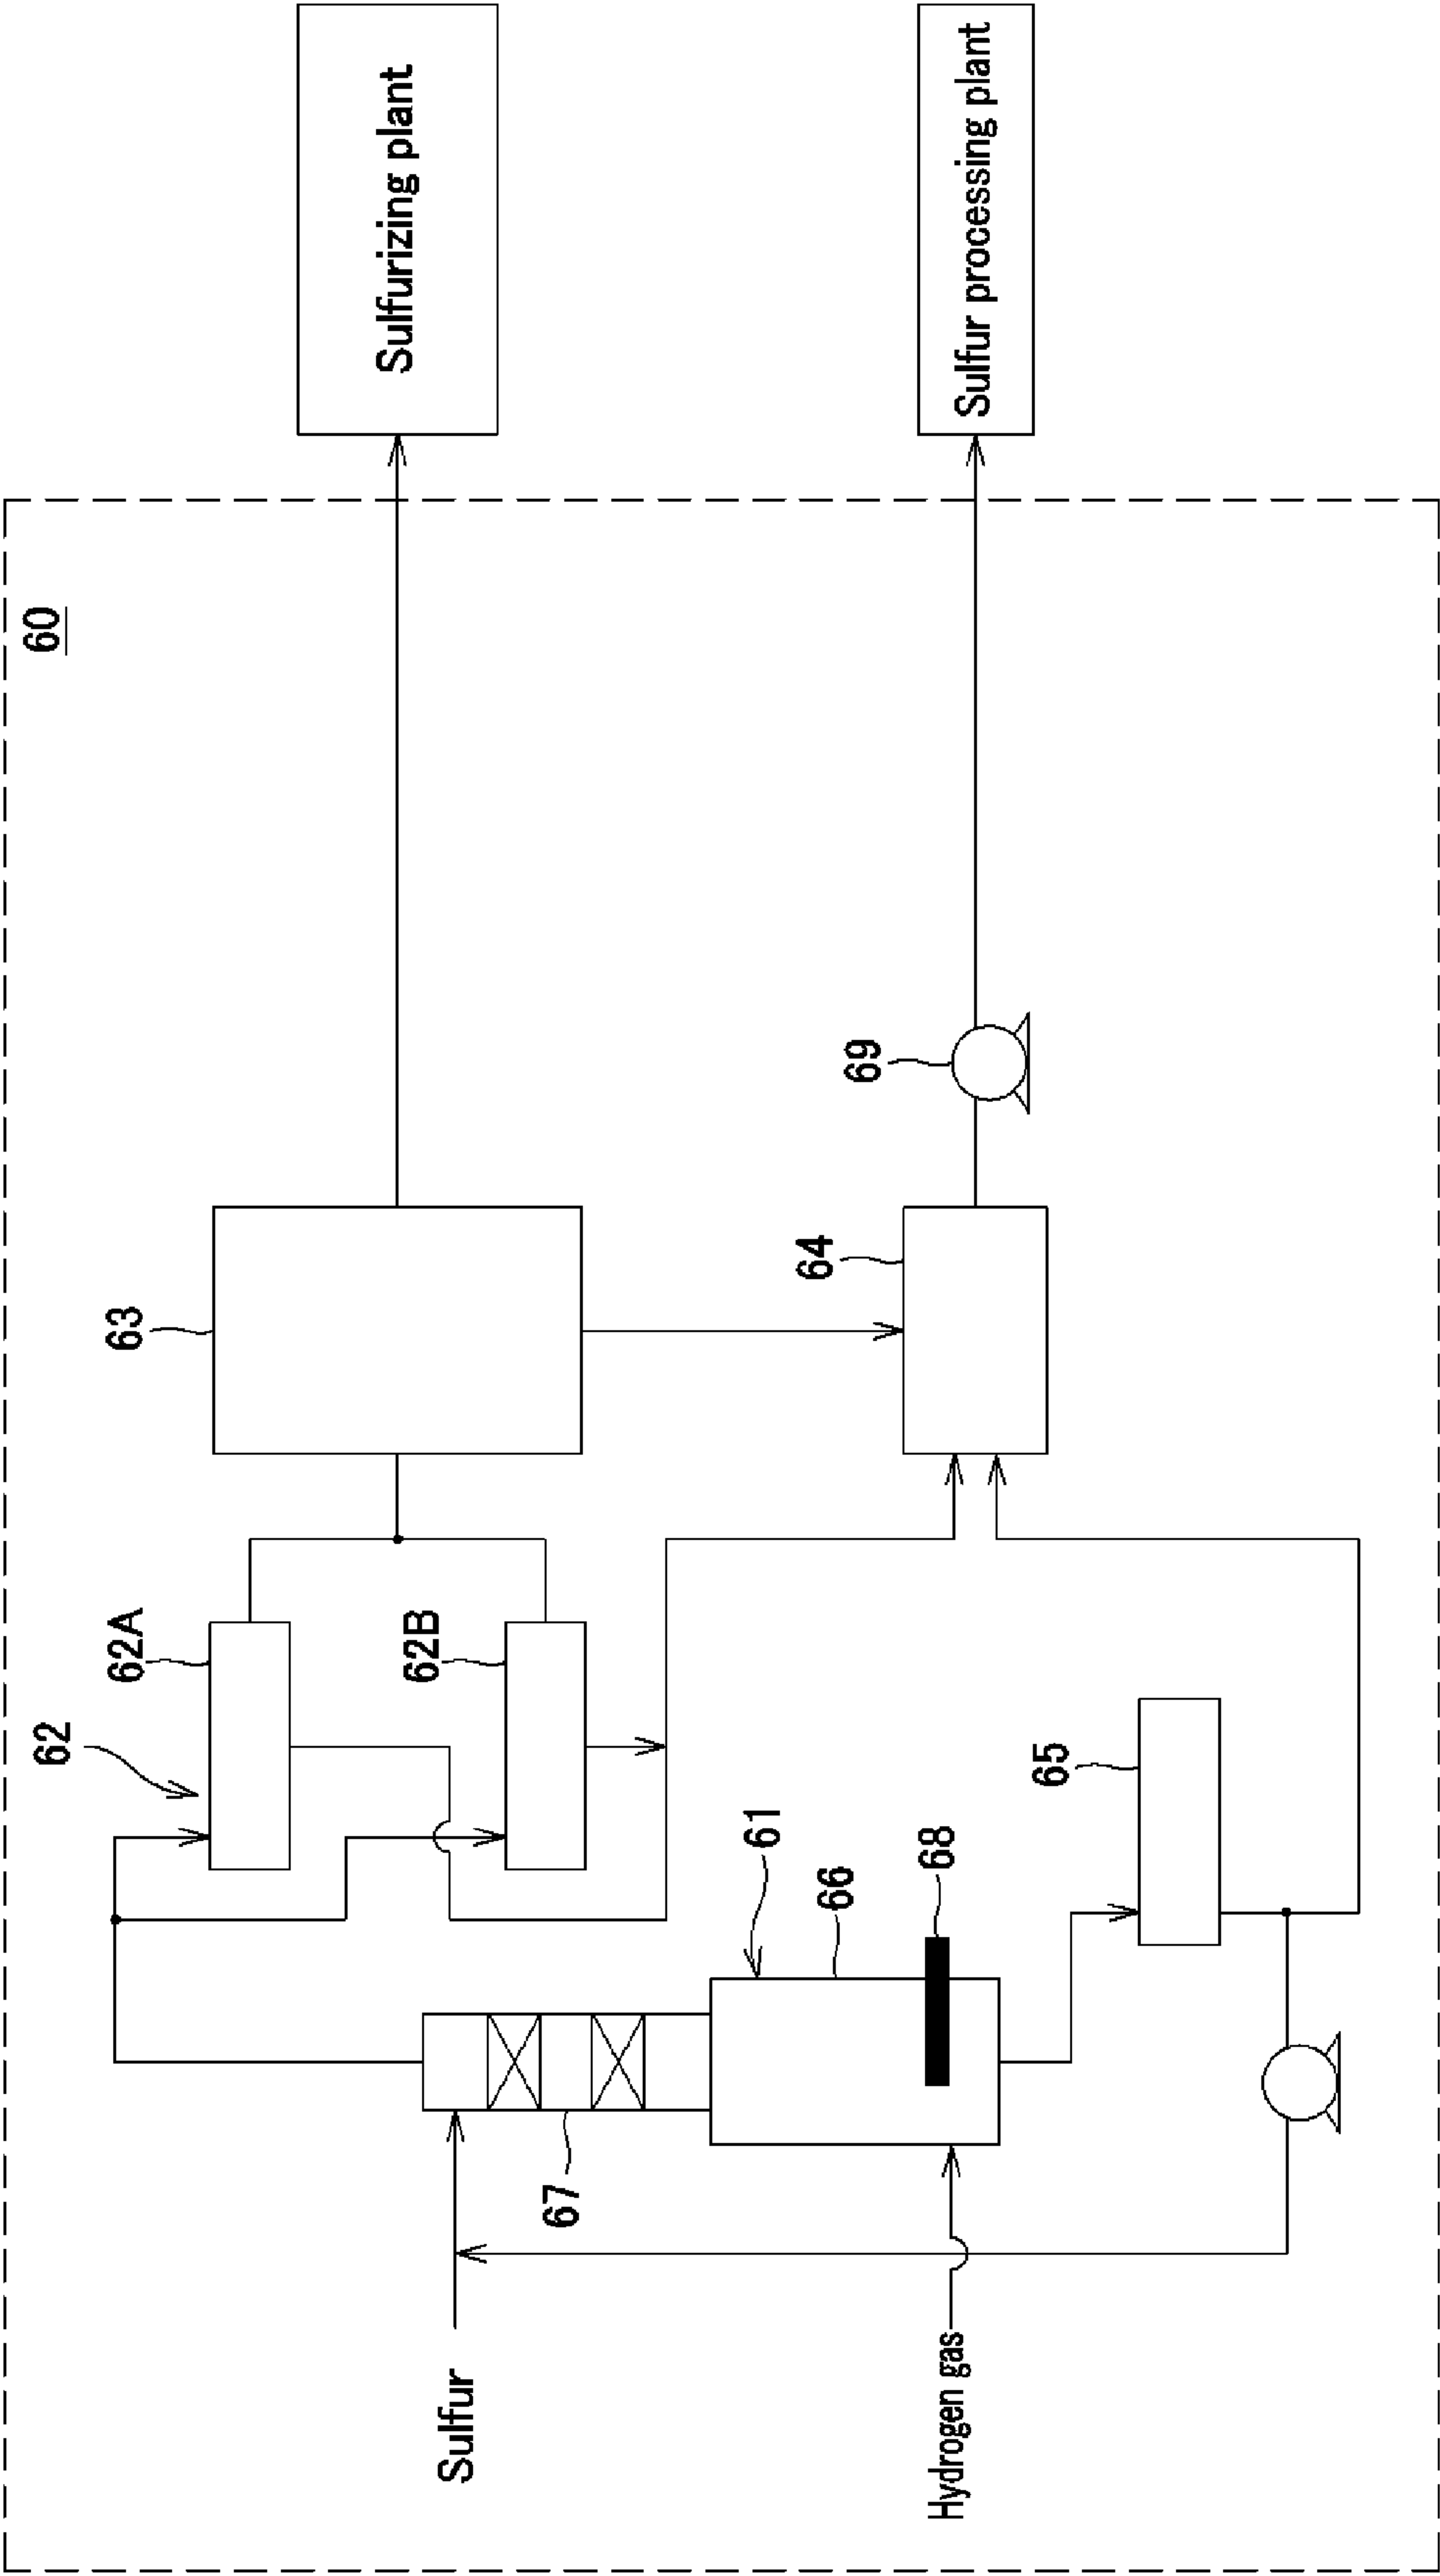 60
62
62A
62B
63
Sulfurizing plant
Sulfur
67
61
66
68
64
69
Sulfur processing plant
Hydrogen gas
65